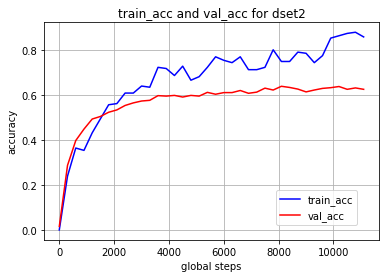 train_acc and val_acc for dset2
accuracy
0.8
0.6
0.4
0.2
0.0
train_acc
val_acc
0 2000 4000 6000 8000 10000
global steps